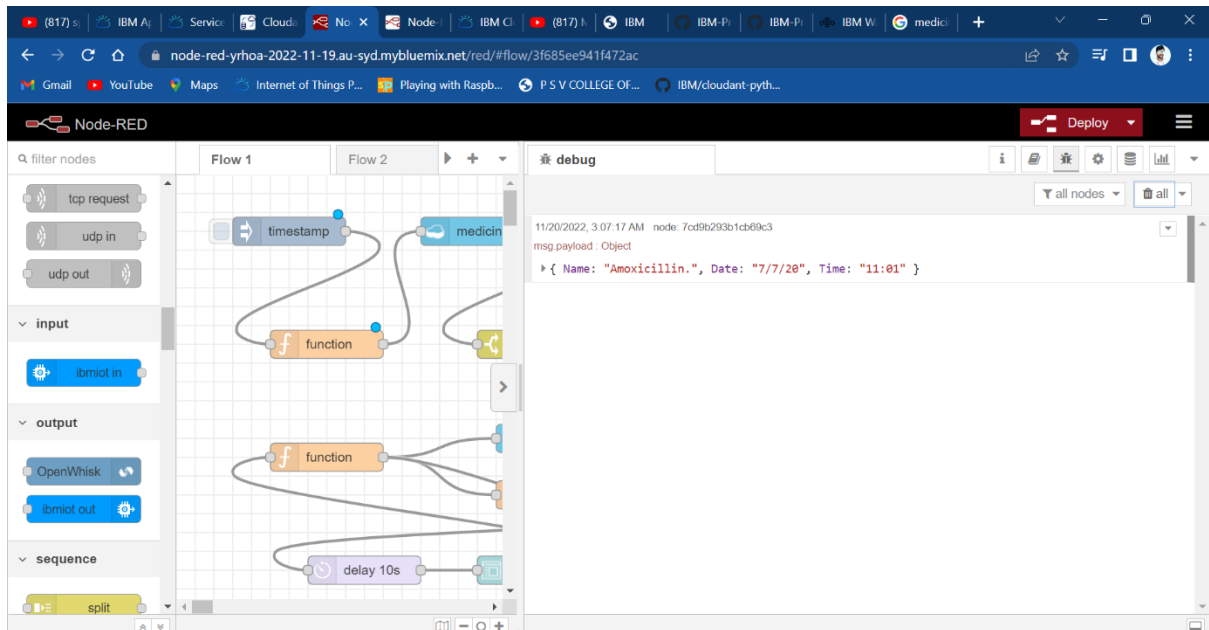 (817) s IBM Ap Service Clouda No Node- IBM Cl (817) N IBM IBM-Pr IBM-Pr IBM W medici
node-red-yrhoa-2022-11-19.au-syd.mybluemix.net/red/#flow/3f685ee941f472ac
Gmail YouTube Maps Internet of Things P... Playing with Raspb... P S V COLLEGE OF... IBM/cloudant-pyth...
Node-RED Deploy
filter nodes Flow 1 Flow 2 debug i
all nodes all
tcp request
udp in
udp out
input
ibmiot in
output
OpenWhisk
ibmiot out
sequence
split
timestamp medicin
f function
f function
delay 10s
11/20/2022, 3:07:17 AM node: 7cd9b293b1cb69c3
msg.payload : Object
{ Name: "Amoxicillin.", Date: "7/7/20", Time: "11:01" }